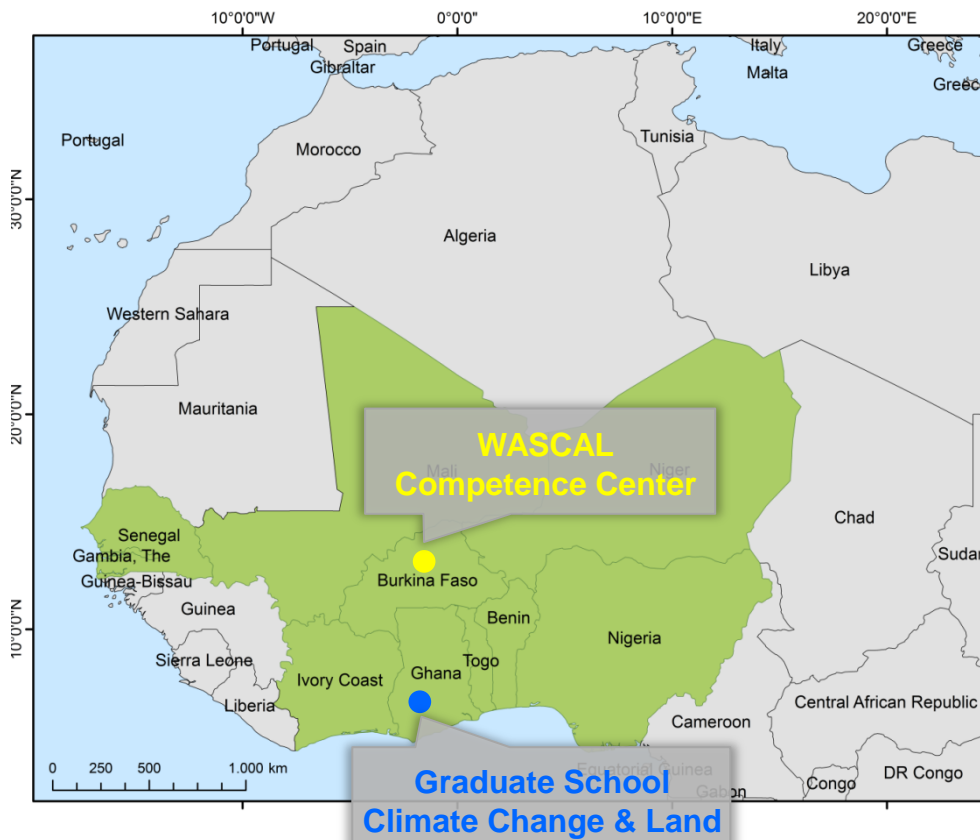 10°0'0"W
0°0'0"
10°0'0"E
20°0'0"E
Portugal
Spain
Italy
Greece
Gibraltar
Malta
Greec
Portugal
Tunisia
Morocco
30°0'0"N
Algeria
Libya
Western Sahara
Mauritania
20°0'0"N
WASCAL
Competence Center
Mali
Niger
Chad
Senegal
Gambia, The
Sudan
Guinea-Bissau
Burkina Faso
Guinea
Benin
10°0'0"N
Nigeria
Sierra Leone
Ivory Coast
Ghana
Togo
Liberia
Central African Republic
Cameroon
0 250 500 1.000 km
Equatorial Guinea
DR Congo
Congo
Gabon
Graduate School
Climate Change & Land